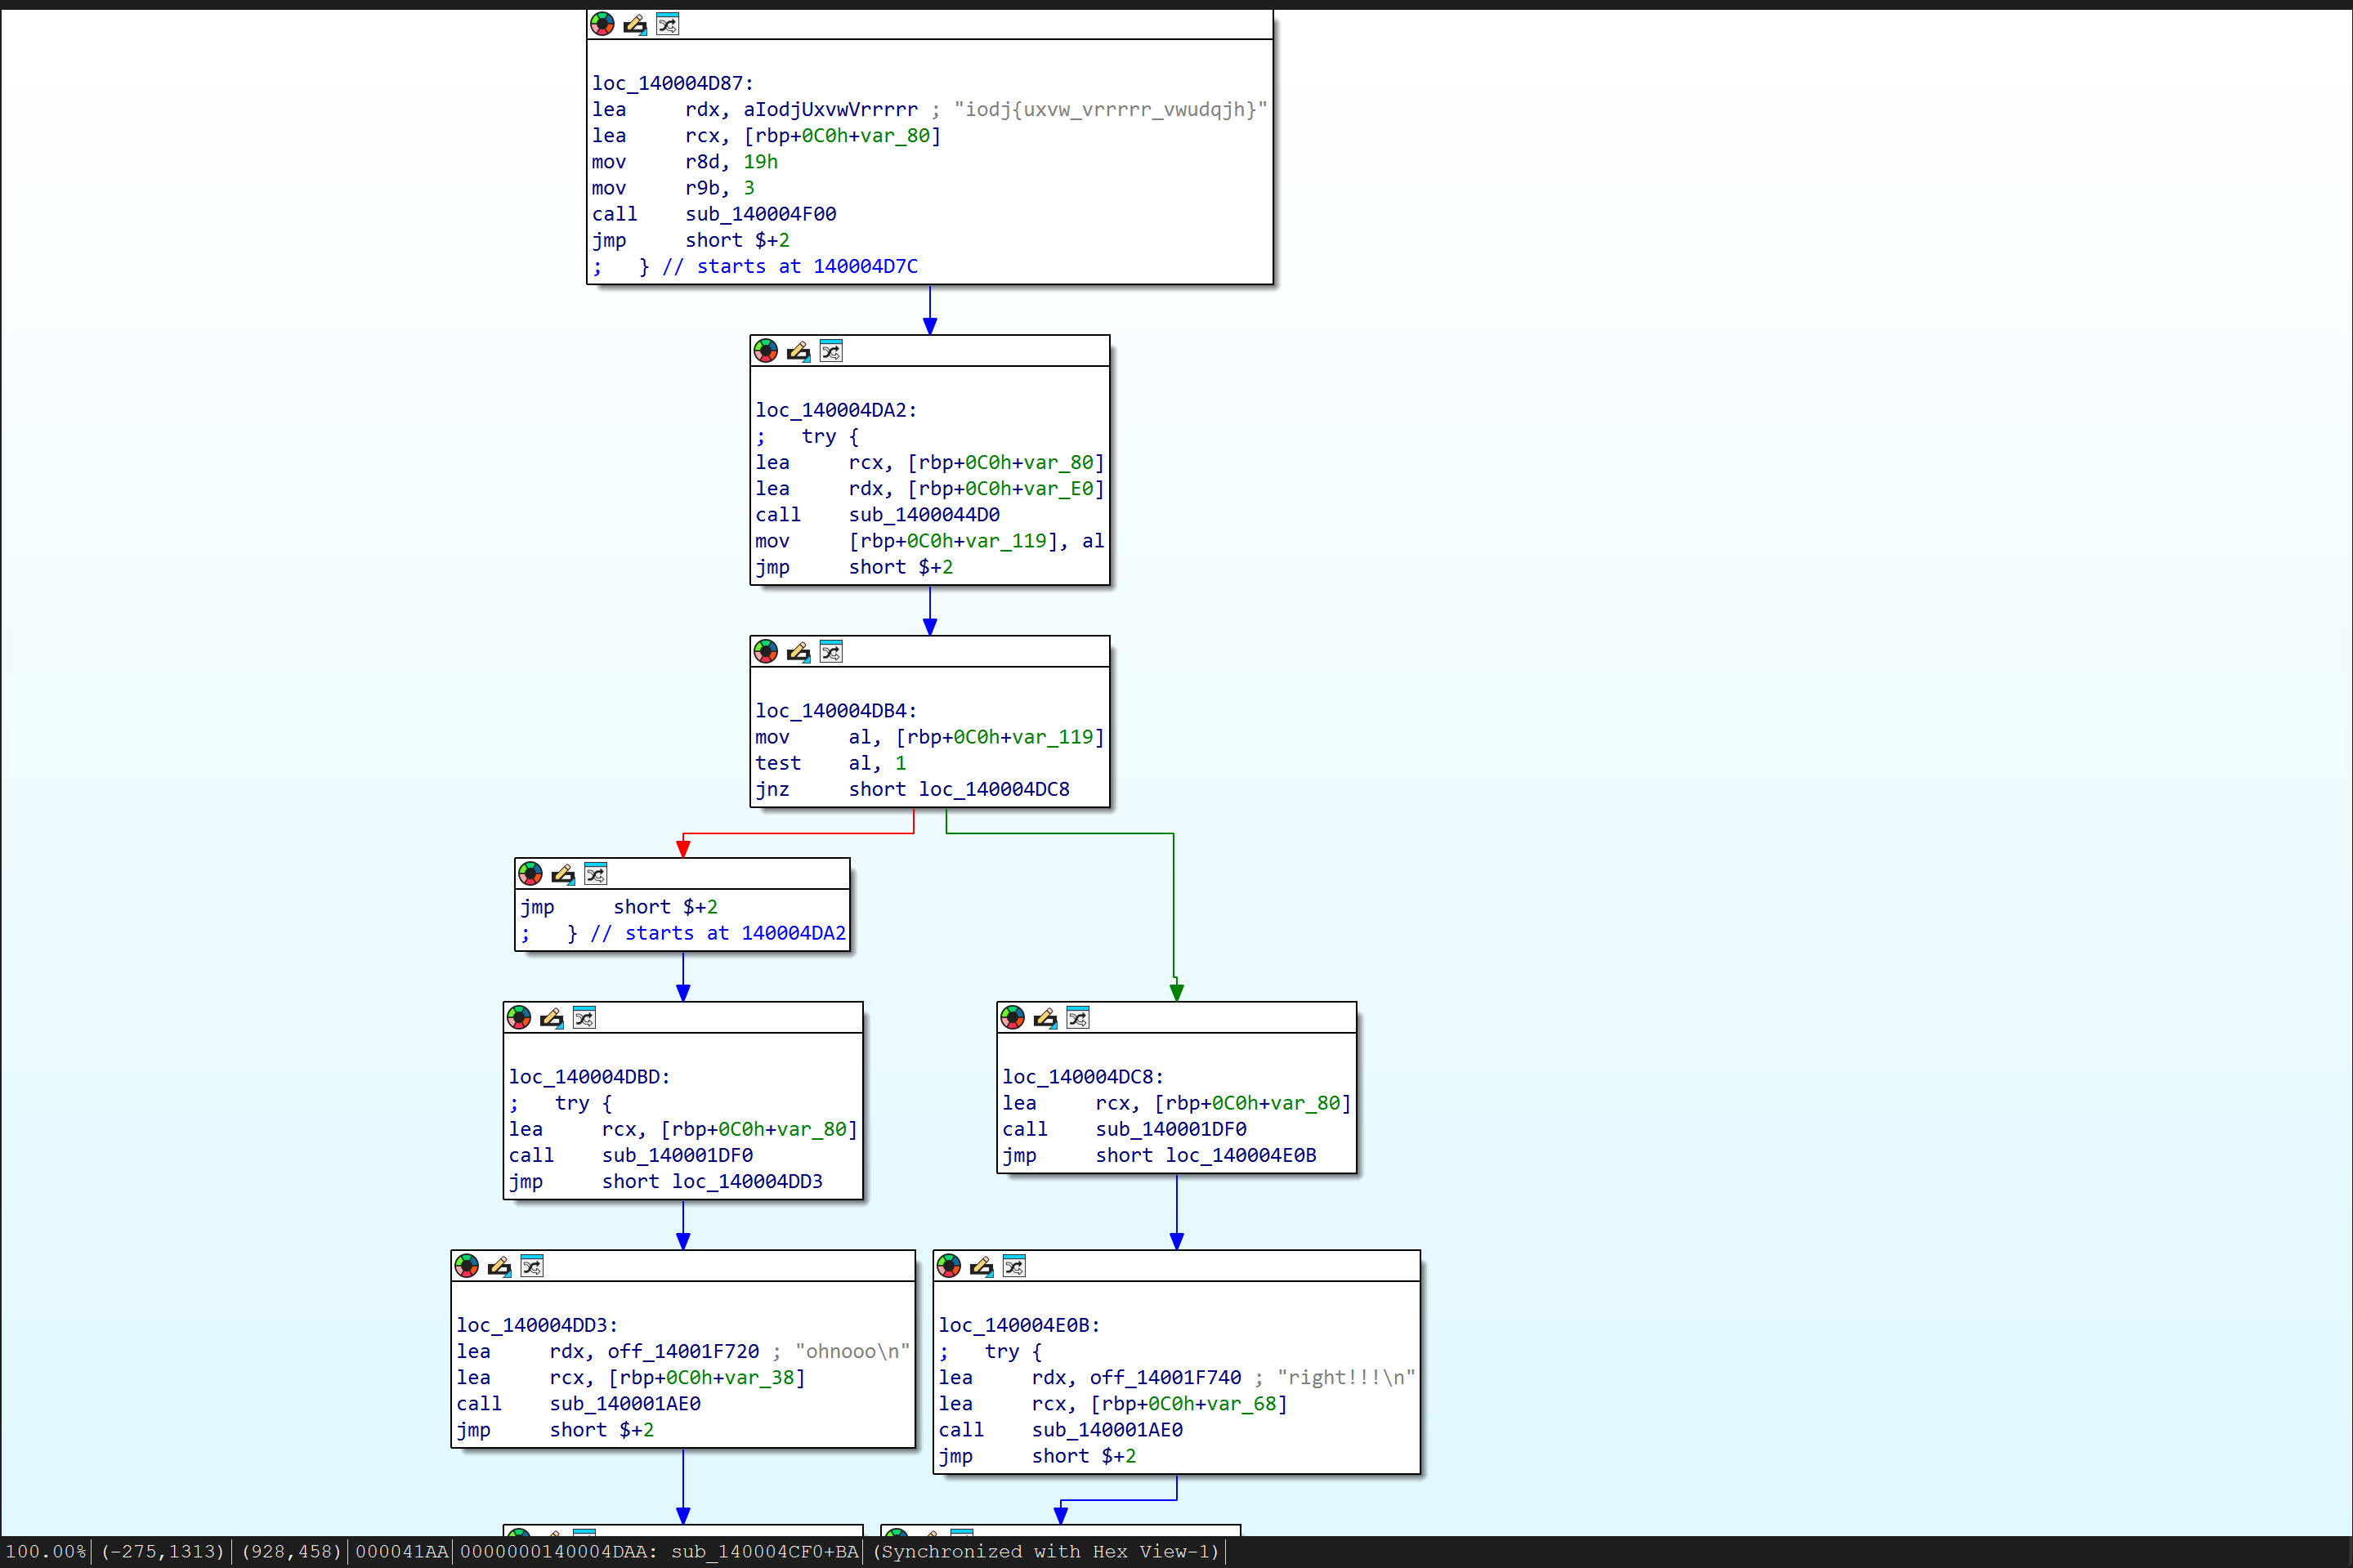 loc_140004D87:
lea rdx, aIodjUxvwVrrrrr ; "iodj{uxvw_vrrrrr_vwudqjh}"
lea rcx, [rbp+0C0h+var_80]
mov r8d, 19h
mov r9b, 3
call sub_140004F00
jmp short $+2
; } // starts at 140004D7C
loc_140004DA2:
; try {
lea rcx, [rbp+0C0h+var_80]
lea rdx, [rbp+0C0h+var_E0]
call sub_1400044D0
mov [rbp+0C0h+var_119], al
jmp short $+2
loc_140004DB4:
mov al, [rbp+0C0h+var_119]
test al, 1
jnz short loc_140004DC8
jmp short $+2
; } // starts at 140004DA2
loc_140004DBD:
; try {
lea rcx, [rbp+0C0h+var_80]
call sub_140001DF0
jmp short loc_140004DD3
loc_140004DC8:
lea rcx, [rbp+0C0h+var_80]
call sub_140001DF0
jmp short loc_140004E0B
loc_140004DD3:
lea rdx, off_14001F720 ; "ohnooo\n"
lea rcx, [rbp+0C0h+var_38]
call sub_140001AE0
jmp short $+2
loc_140004E0B:
; try {
lea rdx, off_14001F740 ; "right!!!\n"
lea rcx, [rbp+0C0h+var_68]
call sub_140001AE0
jmp short $+2
100.00% (-275,1313) (928,458) 000041AA 0000000140004DAA: sub_140004CF0+BA (Synchronized with Hex View-1)